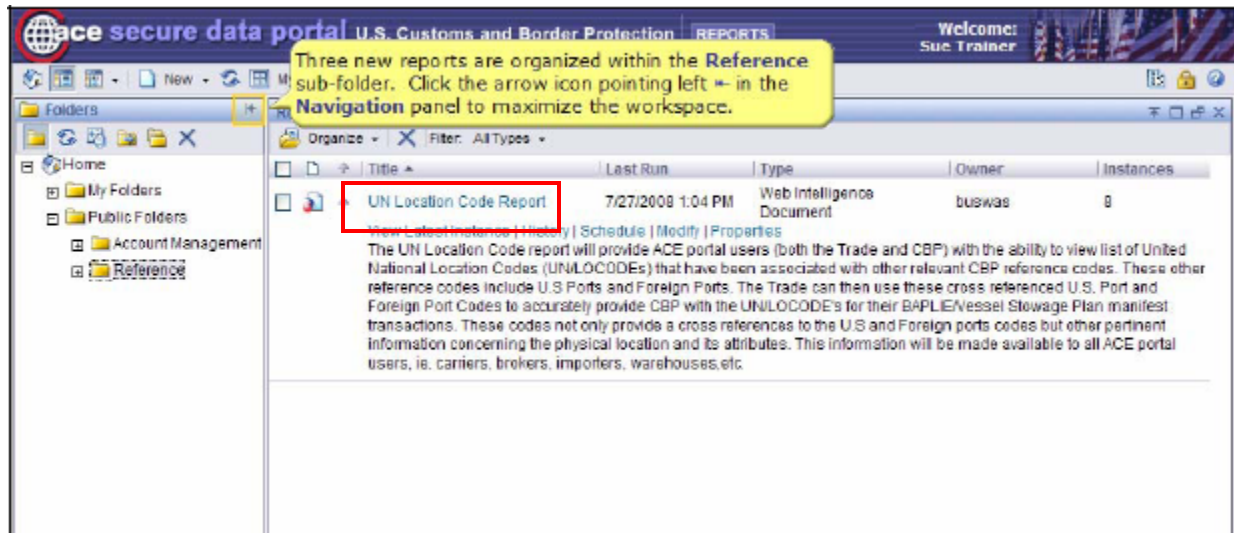 ace secure data portal U.S. Customs and Border Protection REPORTS
Welcome:
Sue Trainer
Three new reports are organized within the Reference
sub-folder. Click the arrow icon pointing left in the
Navigation panel to maximize the workspace.
New
Folders
Organize Filter: All Types
Home
My Folders
Public Folders
Account Management
Reference
Title Last Run Type Owner Instances
UN Location Code Report 7/27/2008 1:04 PM Web Intelligence Document buswas 8
View Latest Instance | History | Schedule | Modify | Properties
The UN Location Code report will provide ACE portal users (both the Trade and CBP) with the ability to view list of United
National Location Codes (UN/LOCODEs) that have been associated with other relevant CBP reference codes. These other
reference codes include U.S Ports and Foreign Ports. The Trade can then use these cross referenced U.S. Port and
Foreign Port Codes to accurately provide CBP with the UN/LOCODE's for their BAPLIE/Vessel Stowage Plan manifest
transactions. These codes not only provide a cross references to the U.S and Foreign ports codes but other pertinent
information concerning the physical location and its attributes. This information will be made available to all ACE portal
users, ie. carriers, brokers, importers, warehouses,etc.